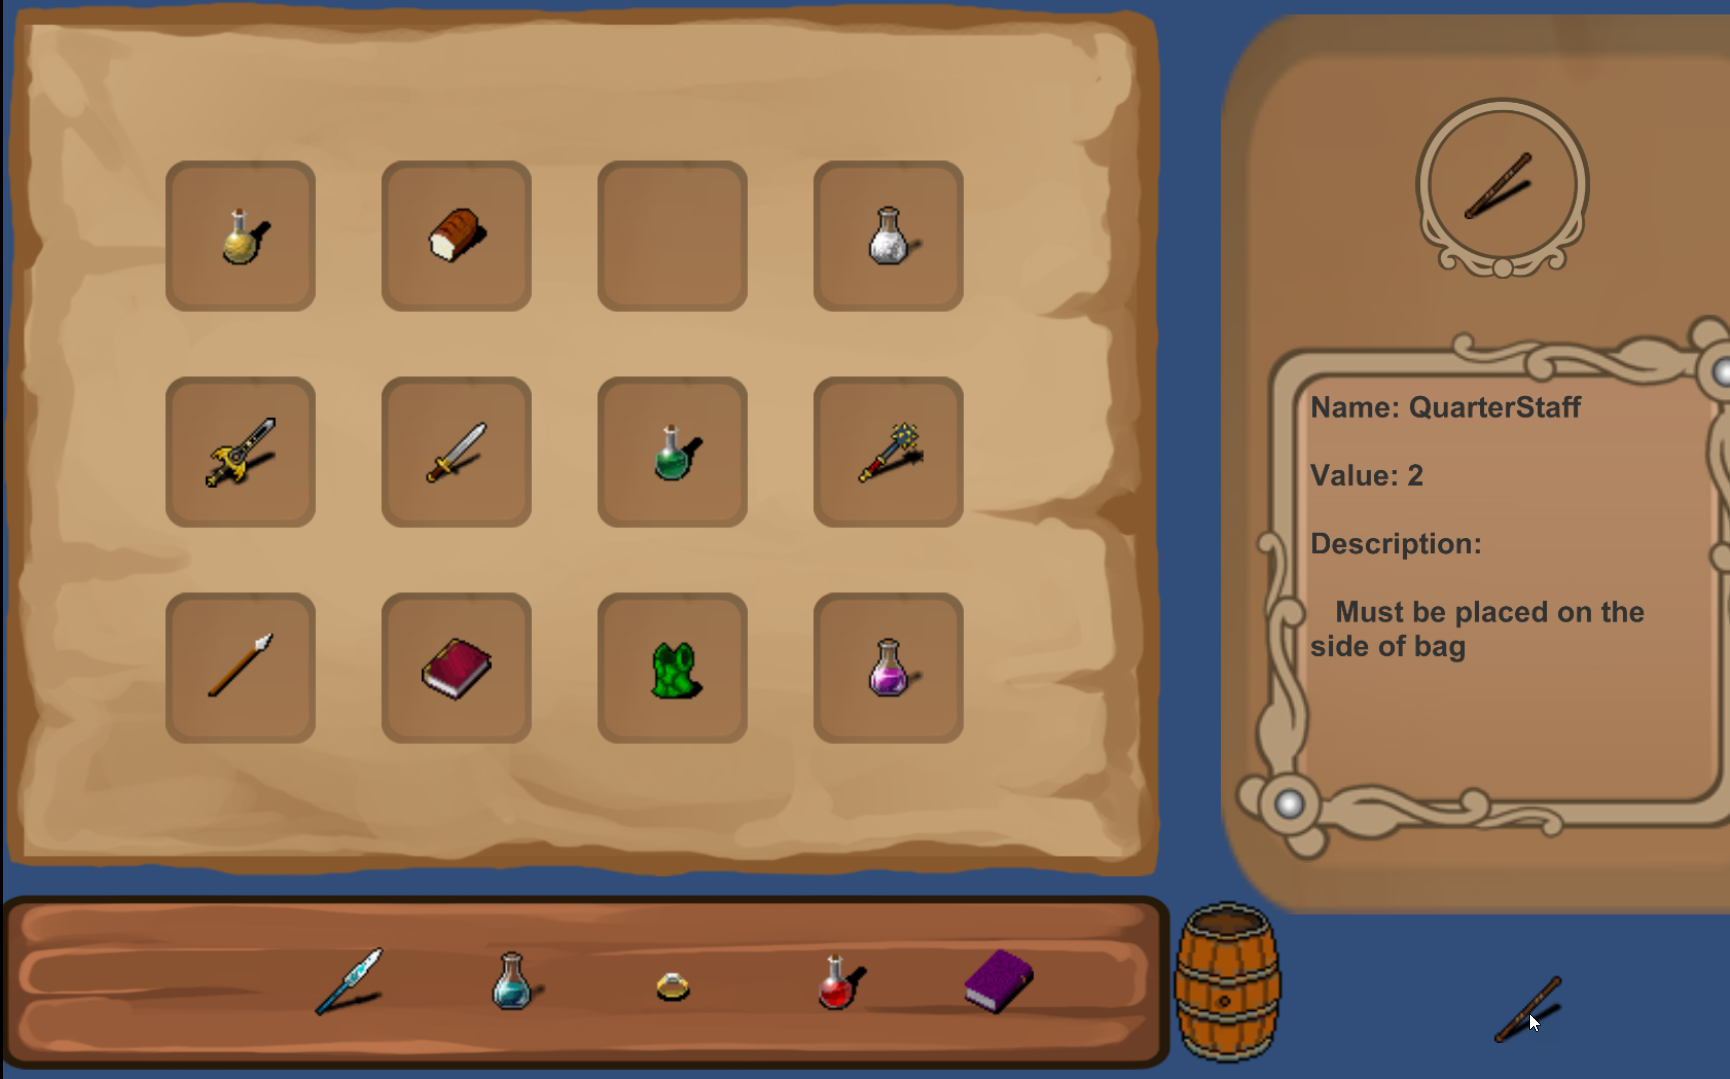 Name: QuarterStaff
Value: 2
Description:
Must be placed on the
side of bag